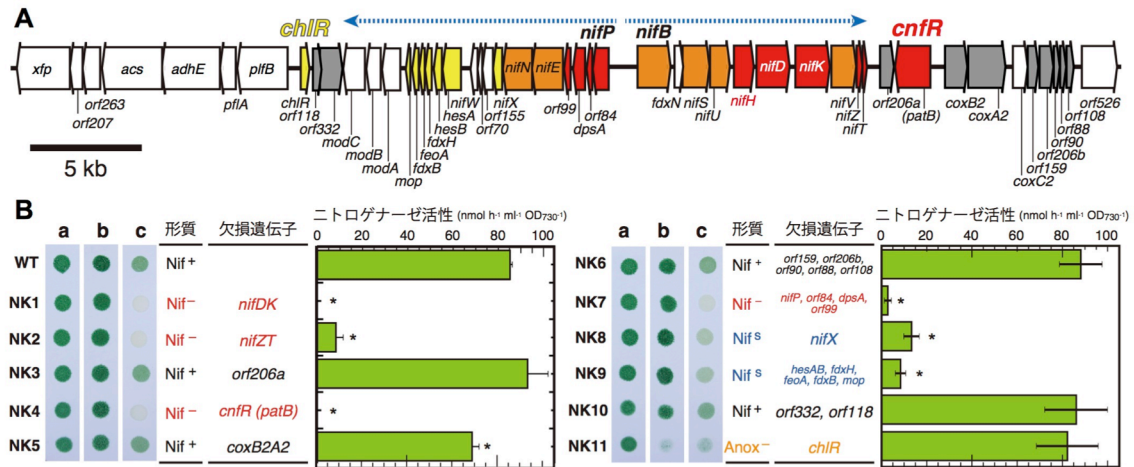 A
chlR
nifP
nifB
cnfR
xfp
acs
adhE
plfB
nifN
nifE
nifD
nifK
orf263
orf207
pflA
chlR
orf118
orf332
modC
modB
modA
mop
fdxB
feoA
fdxH
hesB
hesA
nifW
orf70
orf155
nifX
orf99
dpsA
orf84
fdxN
nifS
nifU
nifH
nifV
nifZ
nifT
orf206a
(patB)
coxB2
coxA2
coxC2
orf159
orf206b
orf90
orf88
orf108
orf526
5 kb
B
a b c 形質 欠損遺伝子
ニトロゲナーゼ活性 (nmol h-1 ml-1 OD730-1)
0 20 40 60 80 100
WT Nif +
NK1 Nif − nifDK *
NK2 Nif − nifZT *
NK3 Nif + orf206a
NK4 Nif − cnfR (patB) *
NK5 Nif + coxB2A2 *
a b c 形質 欠損遺伝子
ニトロゲナーゼ活性 (nmol h-1 ml-1 OD730-1)
0 20 40 60 80 100
NK6 Nif + orf159, orf206b,
orf90, orf88, orf108
NK7 Nif − nifP, orf84, dpsA,
orf99 *
NK8 Nif s nifX *
NK9 Nif s hesAB, fdxH,
feoA, fdxB, mop *
NK10 Nif + orf332, orf118
NK11 Anox − chlR